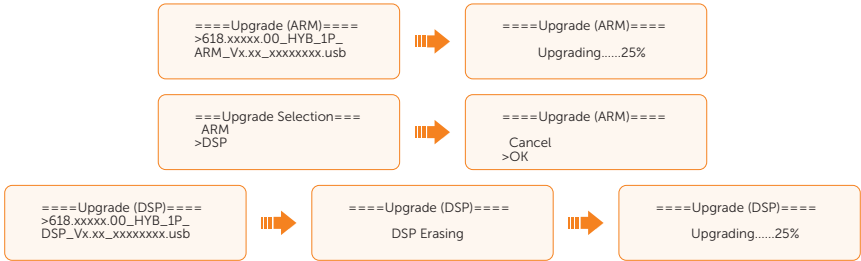 ====Upgrade (ARM)====
>618.xxxxx.00_HYB_1P_
ARM_Vx.xx_xxxxxxxx.usb
====Upgrade (ARM)====
Upgrading......25%
===Upgrade Selection===
ARM
>DSP
====Upgrade (ARM)====
Cancel
>OK
====Upgrade (DSP)====
>618.xxxxx.00_HYB_1P_
DSP_Vx.xx_xxxxxxxx.usb
====Upgrade (DSP)====
DSP Erasing
====Upgrade (DSP)====
Upgrading......25%